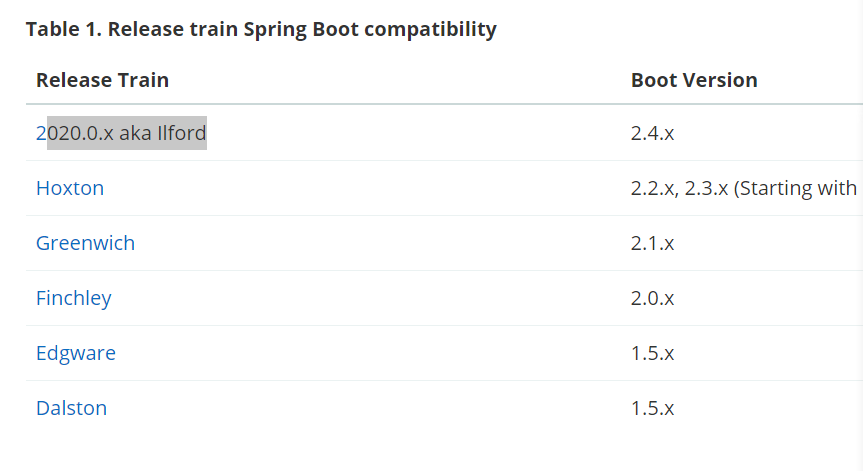 Table 1. Release train Spring Boot compatibility
Release Train Boot Version
2020.0.x aka Ilford 2.4.x
Hoxton 2.2.x, 2.3.x (Starting with
Greenwich 2.1.x
Finchley 2.0.x
Edgware 1.5.x
Dalston 1.5.x